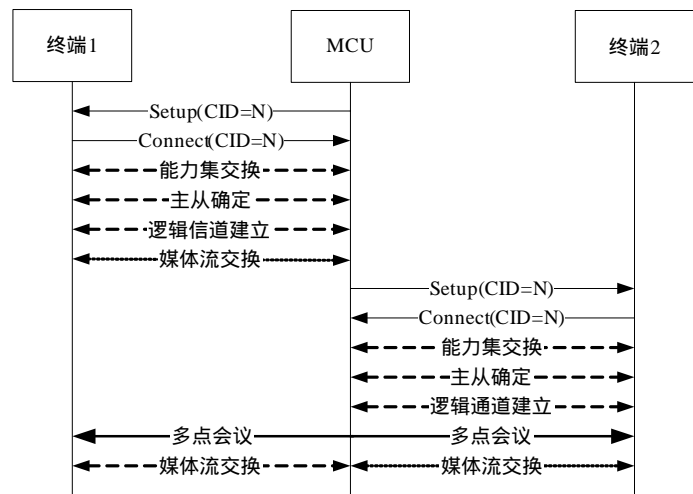 终端1
MCU
终端2
Setup(CID=N)
Connect(CID=N)
能力集交换
主从确定
逻辑信道建立
媒体流交换
Setup(CID=N)
Connect(CID=N)
能力集交换
主从确定
逻辑通道建立
多点会议
多点会议
媒体流交换
媒体流交换